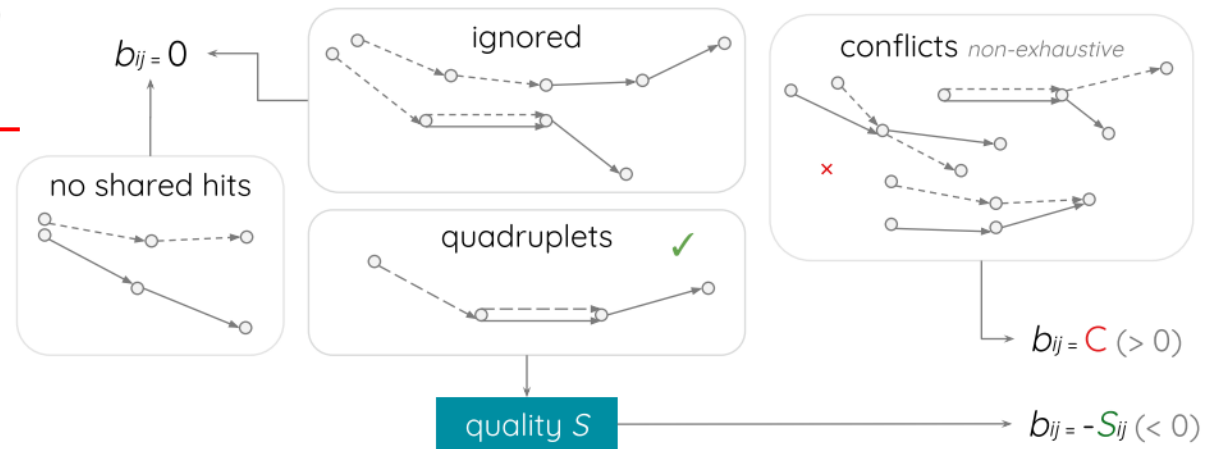 ignored
b_ij = 0
conflicts non-exhaustive
×
no shared hits
quadruplets ✓
b_ij = C (> 0)
quality S
b_ij = -S_ij (< 0)